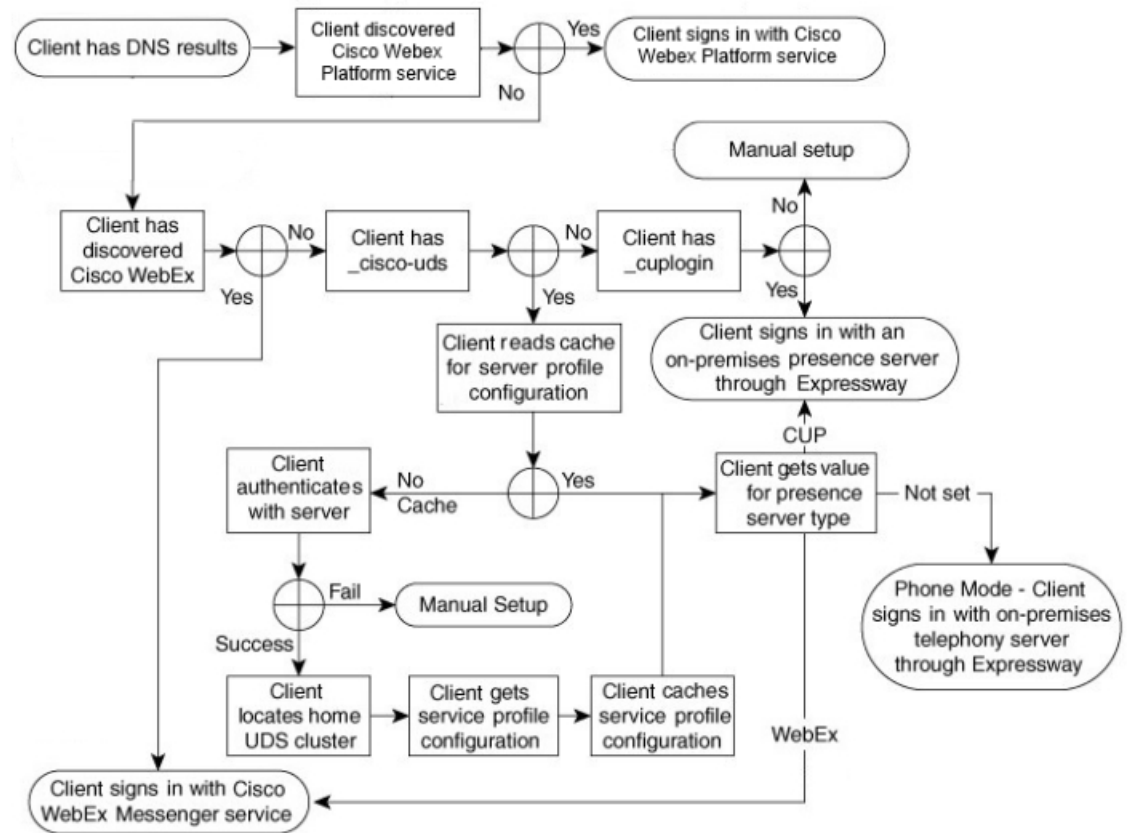 Client has DNS results
Client discovered
Cisco Webex
Platform service
Yes
Client signs in with Cisco
Webex Platform service
No
Manual setup
No
Client has
discovered
Cisco WebEx
No
Client has
_cisco-uds
No
Client has
_cuplogin
Yes
Yes
Yes
Client reads cache
for server profile
configuration
Client signs in with an
on-premises presence server
through Expressway
CUP
Client
authenticates
with server
No
Cache
Yes
Client gets value
for presence
server type
Not set
Fail
Manual Setup
Success
Phone Mode - Client
signs in with on-premises
telephony server
through Expressway
Client
locates home
UDS cluster
Client gets
service profile
configuration
Client caches
service profile
configuration
WebEx
Client signs in with Cisco
WebEx Messenger service